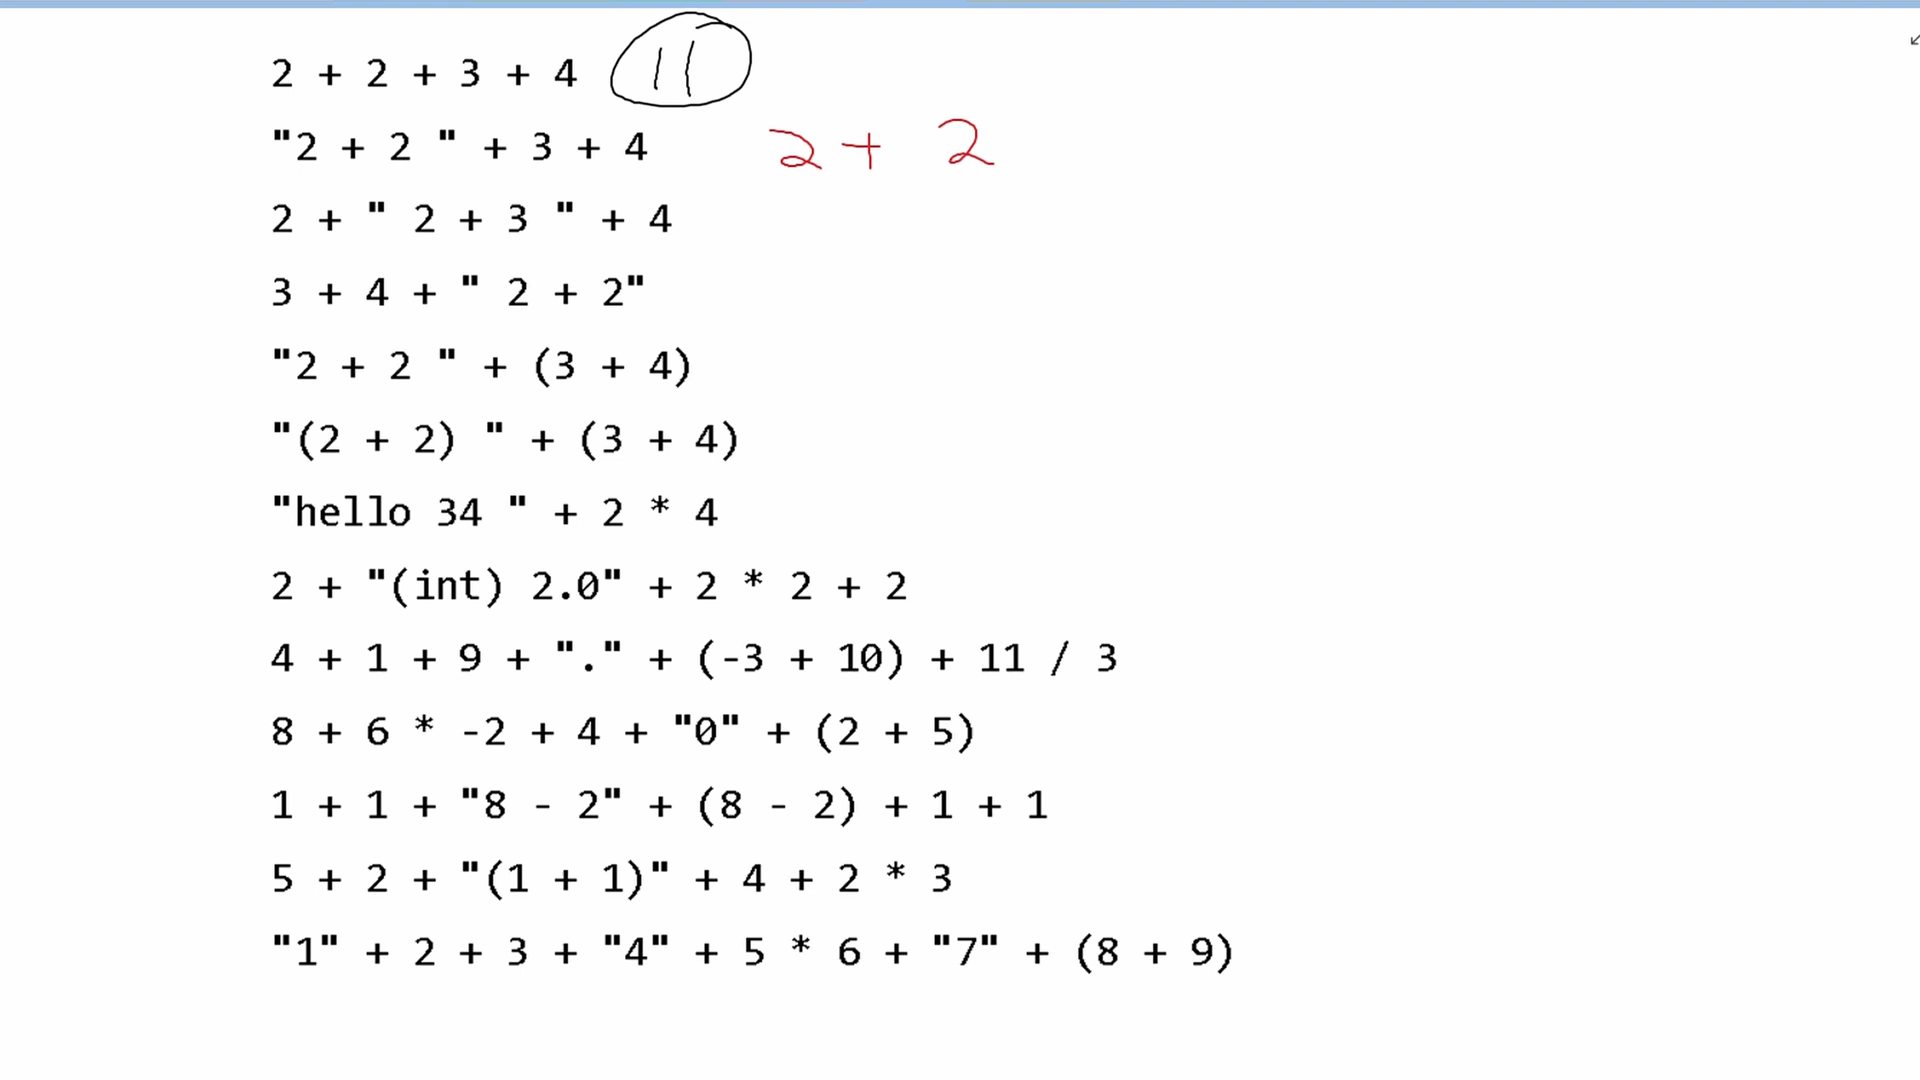 2 + 2 + 3 + 4 11
"2 + 2 " + 3 + 4 2 + 2
2 + " 2 + 3 " + 4
3 + 4 + " 2 + 2"
"2 + 2 " + (3 + 4)
"(2 + 2) " + (3 + 4)
"hello 34 " + 2 * 4
2 + "(int) 2.0" + 2 * 2 + 2
4 + 1 + 9 + "." + (-3 + 10) + 11 / 3
8 + 6 * -2 + 4 + "0" + (2 + 5)
1 + 1 + "8 - 2" + (8 - 2) + 1 + 1
5 + 2 + "(1 + 1)" + 4 + 2 * 3
"1" + 2 + 3 + "4" + 5 * 6 + "7" + (8 + 9)